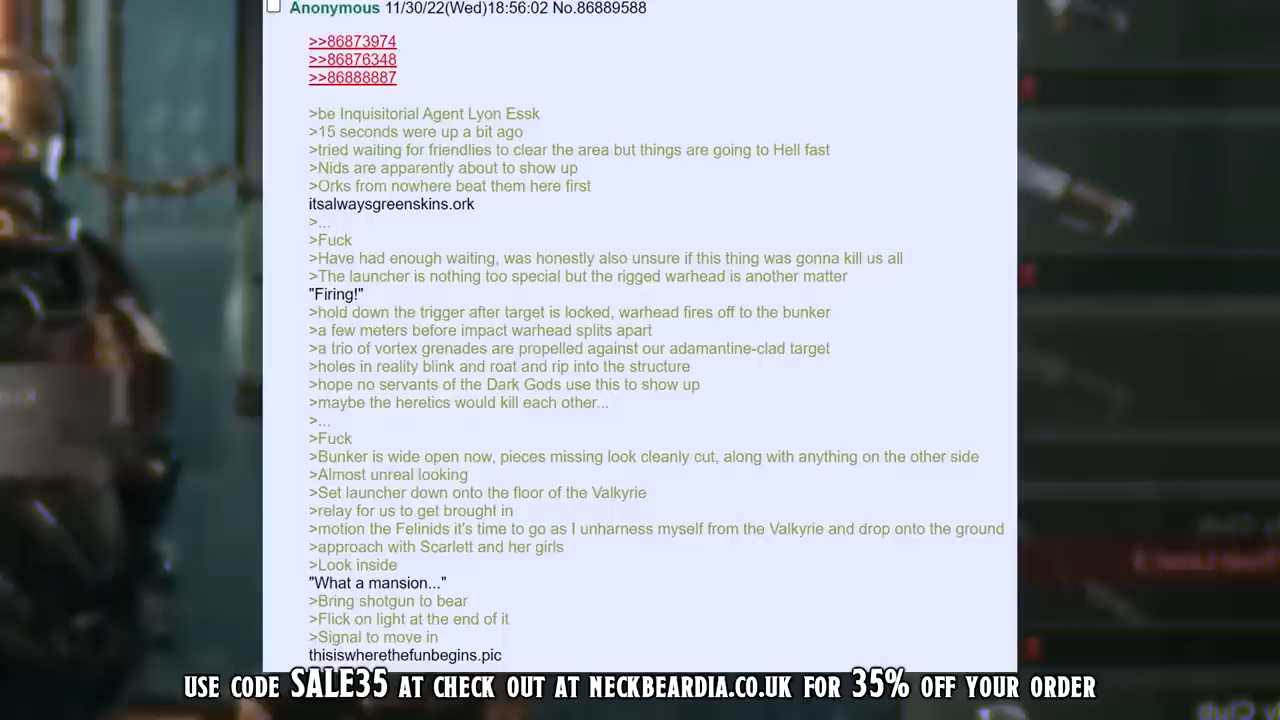 Anonymous 11/30/22(Wed)18:56:02 No.86889588
>>86873974
>>86876348
>>86888887
>be Inquisitorial Agent Lyon Essk
>15 seconds were up a bit ago
>tried waiting for friendlies to clear the area but things are going to Hell fast
>Nids are apparently about to show up
>Orks from nowhere beat them here first
itsalwaysgreenskins.ork
>...
>Fuck
>Have had enough waiting, was honestly also unsure if this thing was gonna kill us all
>The launcher is nothing too special but the rigged warhead is another matter
"Firing!"
>hold down the trigger after target is locked, warhead fires off to the bunker
>a few meters before impact warhead splits apart
>a trio of vortex grenades are propelled against our adamantine-clad target
>holes in reality blink and roat and rip into the structure
>hope no servants of the Dark Gods use this to show up
>maybe the heretics would kill each other...
>...
>Fuck
>Bunker is wide open now, pieces missing look cleanly cut, along with anything on the other side
>Almost unreal looking
>Set launcher down onto the floor of the Valkyrie
>relay for us to get brought in
>motion the Felinids it's time to go as I unharness myself from the Valkyrie and drop onto the ground
>approach with Scarlett and her girls
>Look inside
"What a mansion..."
>Bring shotgun to bear
>Flick on light at the end of it
>Signal to move in
thisiswherethefunbegins.pic
USE CODE SALE35 AT CHECK OUT AT NECKBEARDIA.CO.UK FOR 35% OFF YOUR ORDER